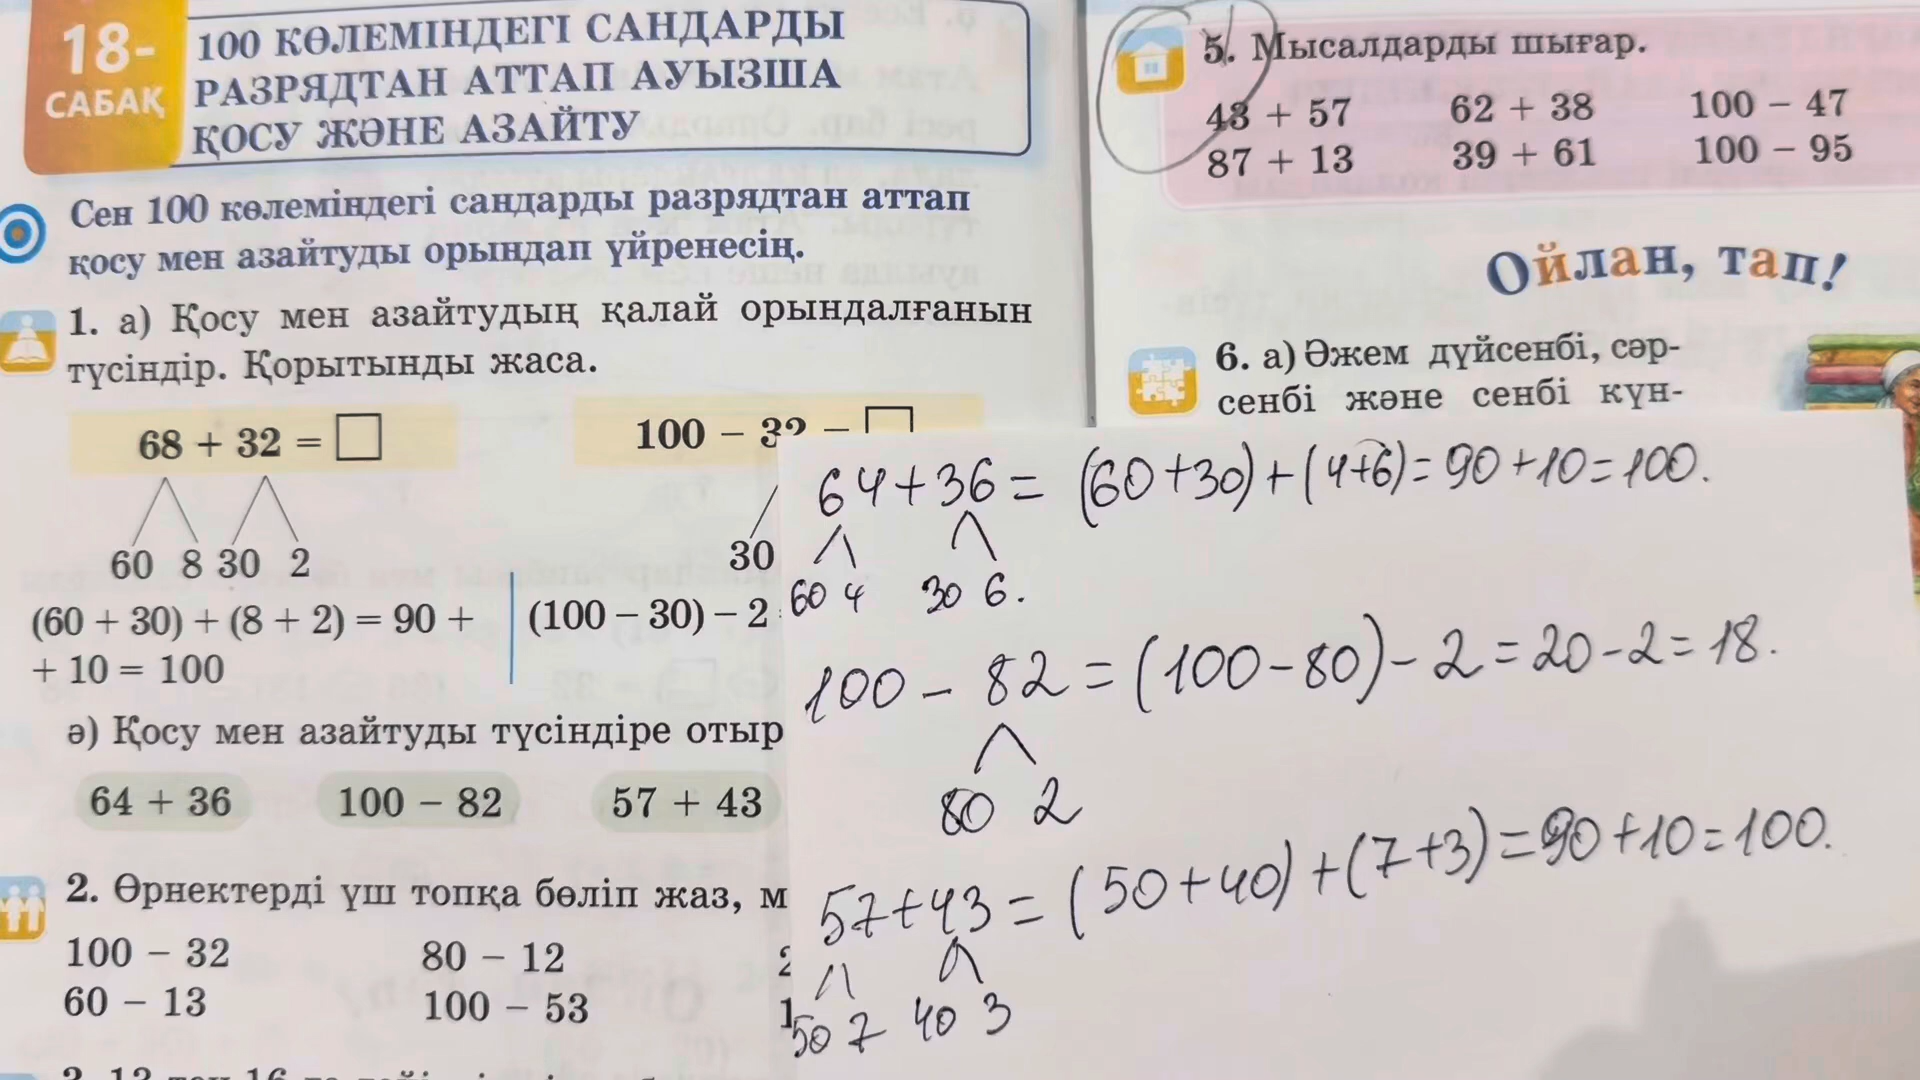 18-
САБАҚ
100 КӨЛЕМІНДЕГІ САНДАРДЫ
РАЗРЯДТАН АТТАП АУЫЗША
ҚОСУ ЖӘНЕ АЗАЙТУ
Сен 100 көлеміндегі сандарды разрядтан аттап
қосу мен азайтуды орындап үйренесің.
1. а) Қосу мен азайтудың қалай орындалғанын
түсіндір. Қорытынды жаса.
68 + 32 = □
100 − 32 = □
60 8 30 2
30
(60 + 30) + (8 + 2) = 90 +
+ 10 = 100
(100 − 30) − 2
ә) Қосу мен азайтуды түсіндіре отыр
64 + 36
100 − 82
57 + 43
2. Өрнектерді үш топқа бөліп жаз, м
100 − 32
80 − 12
2
60 − 13
100 − 53
1
5. Мысалдарды шығар.
43 + 57
62 + 38
100 − 47
87 + 13
39 + 61
100 − 95
Ойлан, тап!
6. а) Әжем дүйсенбі, сәр-
сенбі және сенбі күн-
64+36= (60+30)+(4+6)=90+10=100.
60 4 30 6.
100 − 82 = (100−80)−2=20−2=18.
80 2
57+43= (50+40)+(7+3)=90+10=100.
50 7 40 3